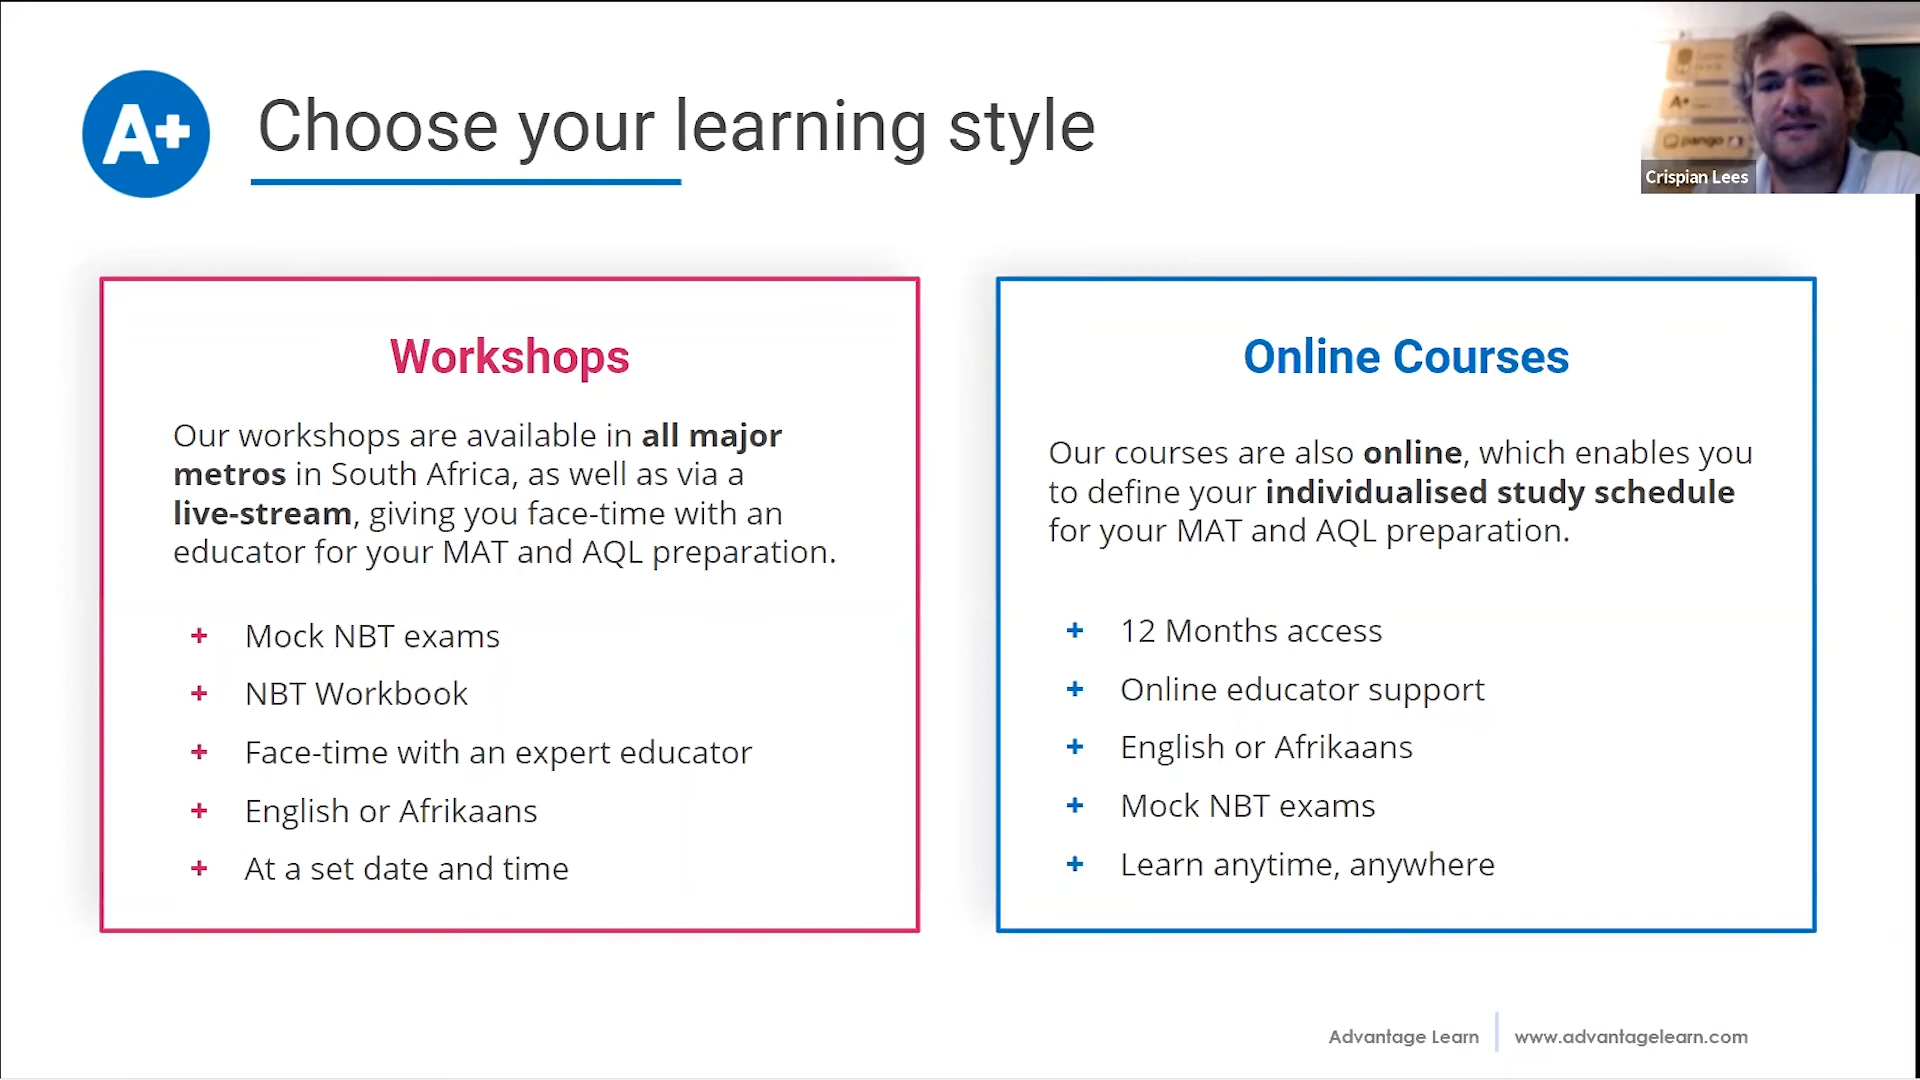 A+
Choose your learning style
A+
pango
Crispian Lees
Workshops
Our workshops are available in all major
metros in South Africa, as well as via a
live-stream, giving you face-time with an
educator for your MAT and AQL preparation.
+ Mock NBT exams
+ NBT Workbook
+ Face-time with an expert educator
+ English or Afrikaans
+ At a set date and time
Online Courses
Our courses are also online, which enables you
to define your individualised study schedule
for your MAT and AQL preparation.
+ 12 Months access
+ Online educator support
+ English or Afrikaans
+ Mock NBT exams
+ Learn anytime, anywhere
Advantage Learn | www.advantagelearn.com